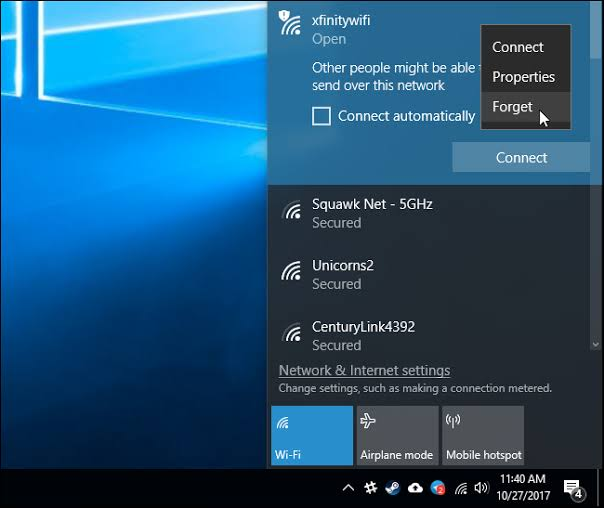 xfinitywifi
Open
Other people might be able t
send over this network
Connect automatically
Connect
Properties
Forget
Connect
Squawk Net - 5GHz
Secured
Unicorns2
Secured
CenturyLink4392
Secured
Network & Internet settings
Change settings, such as making a connection metered.
Wi-Fi
Airplane mode
Mobile hotspot
2
11:40 AM
10/27/2017
4